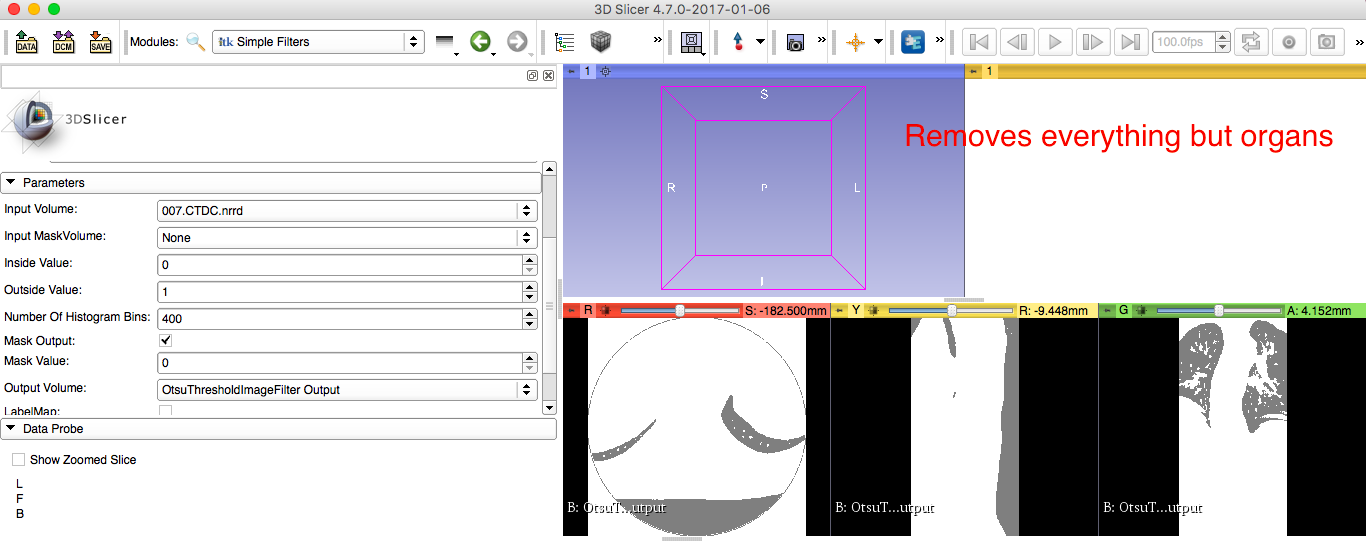 3D Slicer 4.7.0-2017-01-06
DATA DCM SAVE Modules: itk Simple Filters » » » » 100.0fps »
1 1
3DSlicer
S
Removes everything but organs
R P L
I
Parameters
Input Volume: 007.CTDC.nrrd
Input MaskVolume: None
Inside Value: 0
Outside Value: 1
Number Of Histogram Bins: 400
Mask Output:
Mask Value: 0
Output Volume: OtsuThresholdImageFilter Output
LabelMap:
Data Probe
Show Zoomed Slice
L
F
B
R S: -182.500mm Y R: -9.448mm G A: 4.152mm
B: OtsuT...utput B: OtsuT...utput B: OtsuT...utput